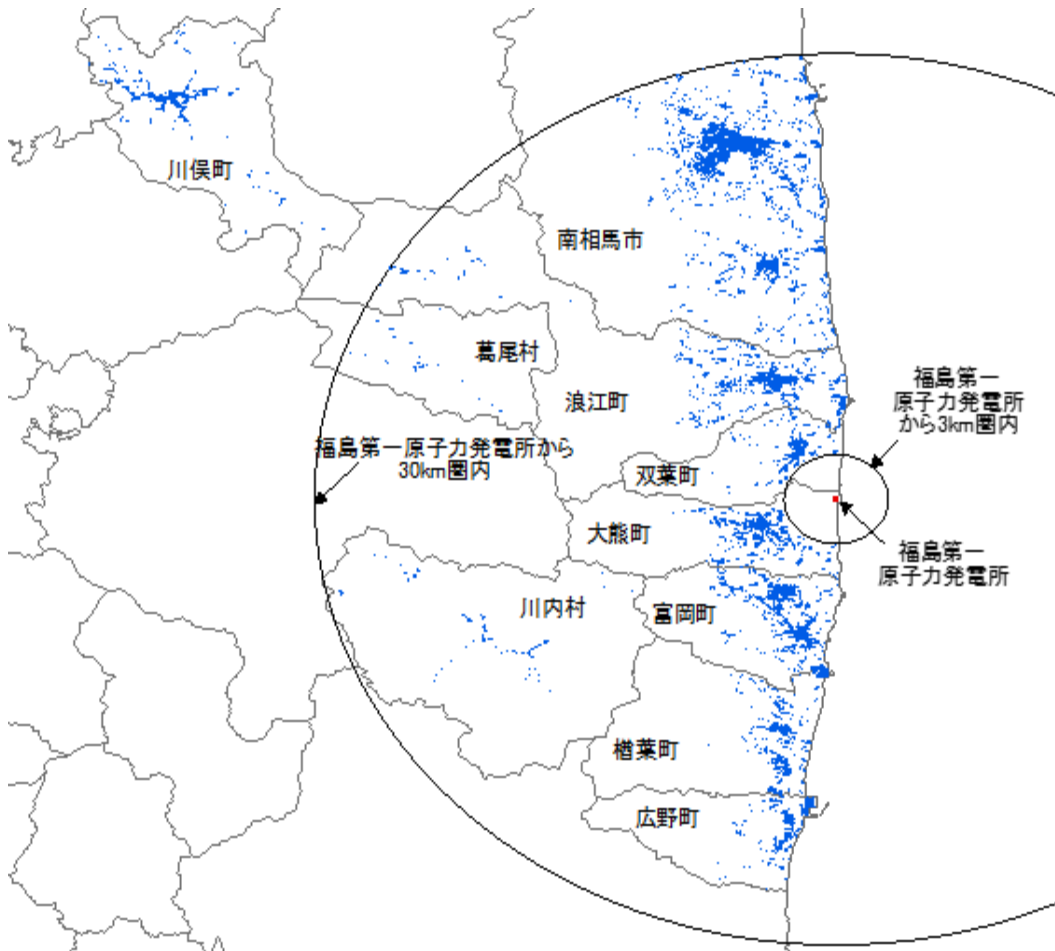 川俣町
南相馬市
葛尾村
浪江町
福島第一
原子力発電所
から3km圏内
福島第一原子力発電所から
30km圏内
双葉町
大熊町
福島第一
原子力発電所
川内村
富岡町
楢葉町
広野町